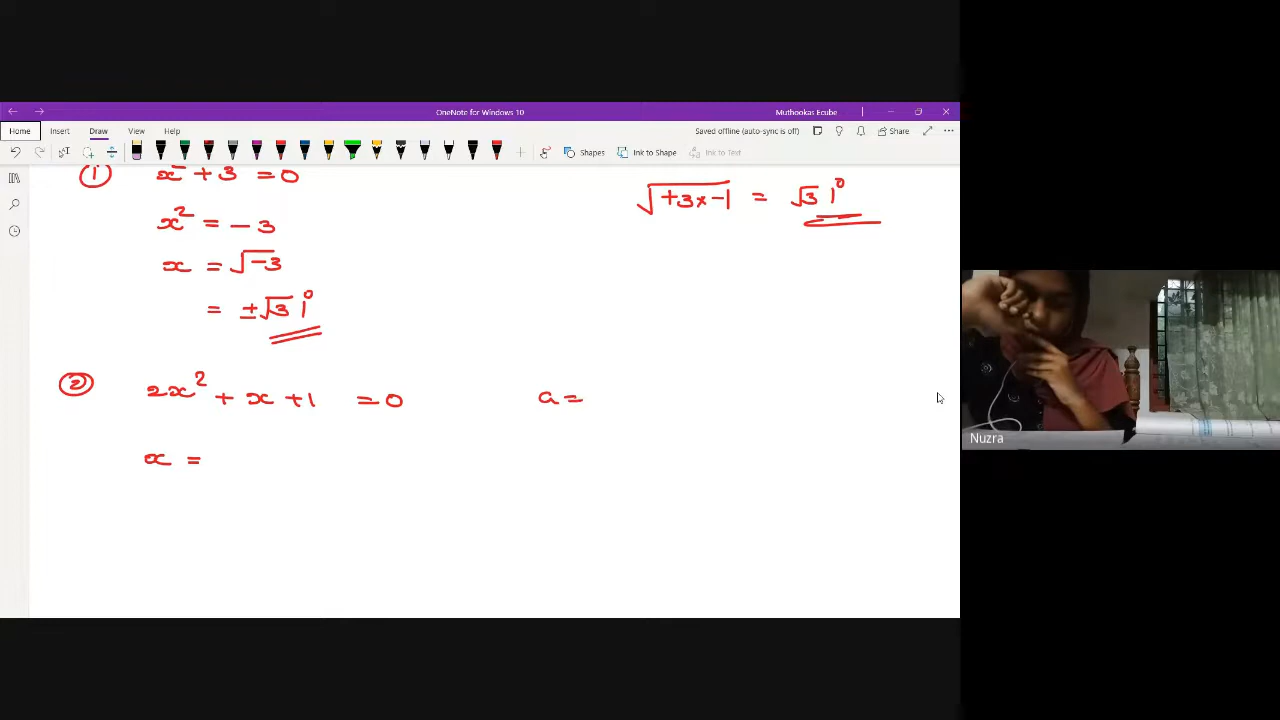 OneNote for Windows 10
Muthookas Ecube
Home Insert Draw View Help
Saved offline (auto-sync is off)
Share
Shapes
Ink to Shape
Ink to Text
① x² + 3 = 0
√+3x-1 = √3 i
x² = -3
x = √-3
= ±√3 i
② 2x² + x + 1 = 0
a =
x =
Nuzra